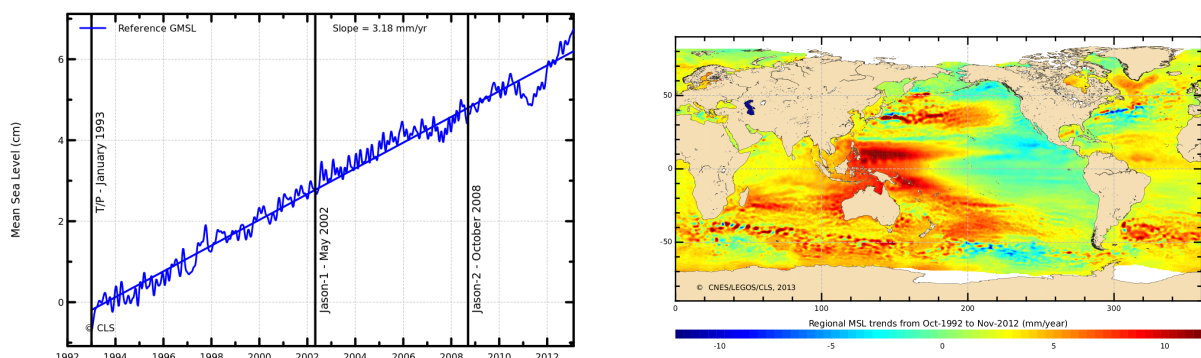 Reference GMSL
Slope = 3.18 mm/yr
Mean Sea Level (cm)
6
4
2
0
T/P - January 1993
Jason-1 - May 2002
Jason-2 - October 2008
© CLS
1992 1994 1996 1998 2000 2002 2004 2006 2008 2010 2012
50
0
-50
© CNES/LEGOS/CLS, 2013
0 100 200 300
Regional MSL trends from Oct-1992 to Nov-2012 (mm/year)
-10 -5 0 5 10